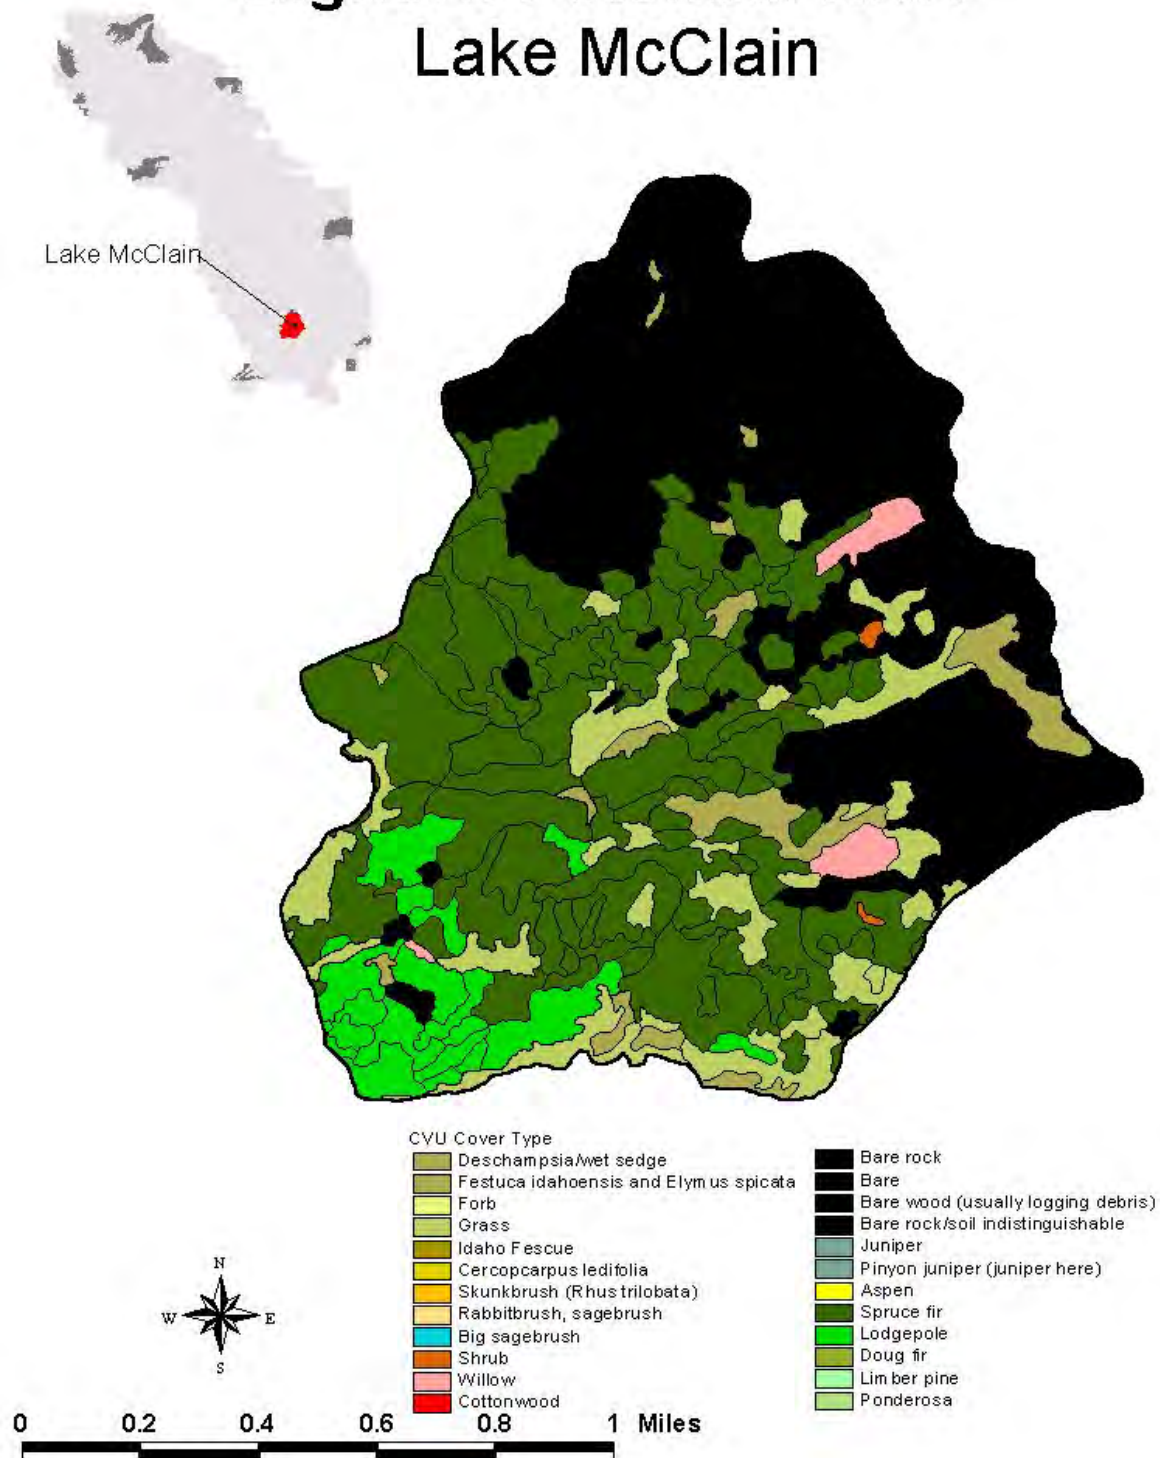 Lake McClain
Lake McClain
CVU Cover Type
Deschampsia/wet sedge
Festuca idahoensis and Elymus spicata
Forb
Grass
Idaho Fescue
Cercopcarpus ledifolia
Skunkbrush (Rhus trilobata)
Rabbitbrush, sagebrush
Big sagebrush
Shrub
Willow
Cottonwood
Bare rock
Bare
Bare wood (usually logging debris)
Bare rock/soil indistinguishable
Juniper
Pinyon juniper (juniper here)
Aspen
Spruce fir
Lodgepole
Doug fir
Limber pine
Ponderosa
N
W E
S
0 0.2 0.4 0.6 0.8 1 Miles